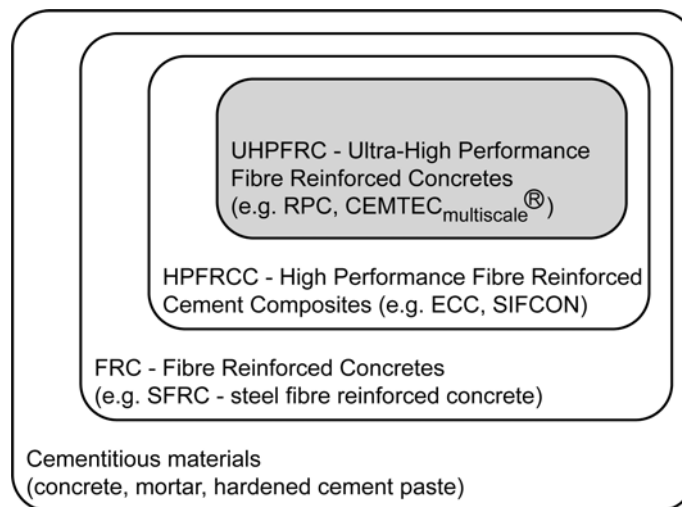 UHPFRC - Ultra-High Performance
Fibre Reinforced Concretes
(e.g. RPC, CEMTECmultiscale®)
HPFRCC - High Performance Fibre Reinforced
Cement Composites (e.g. ECC, SIFCON)
FRC - Fibre Reinforced Concretes
(e.g. SFRC - steel fibre reinforced concrete)
Cementitious materials
(concrete, mortar, hardened cement paste)